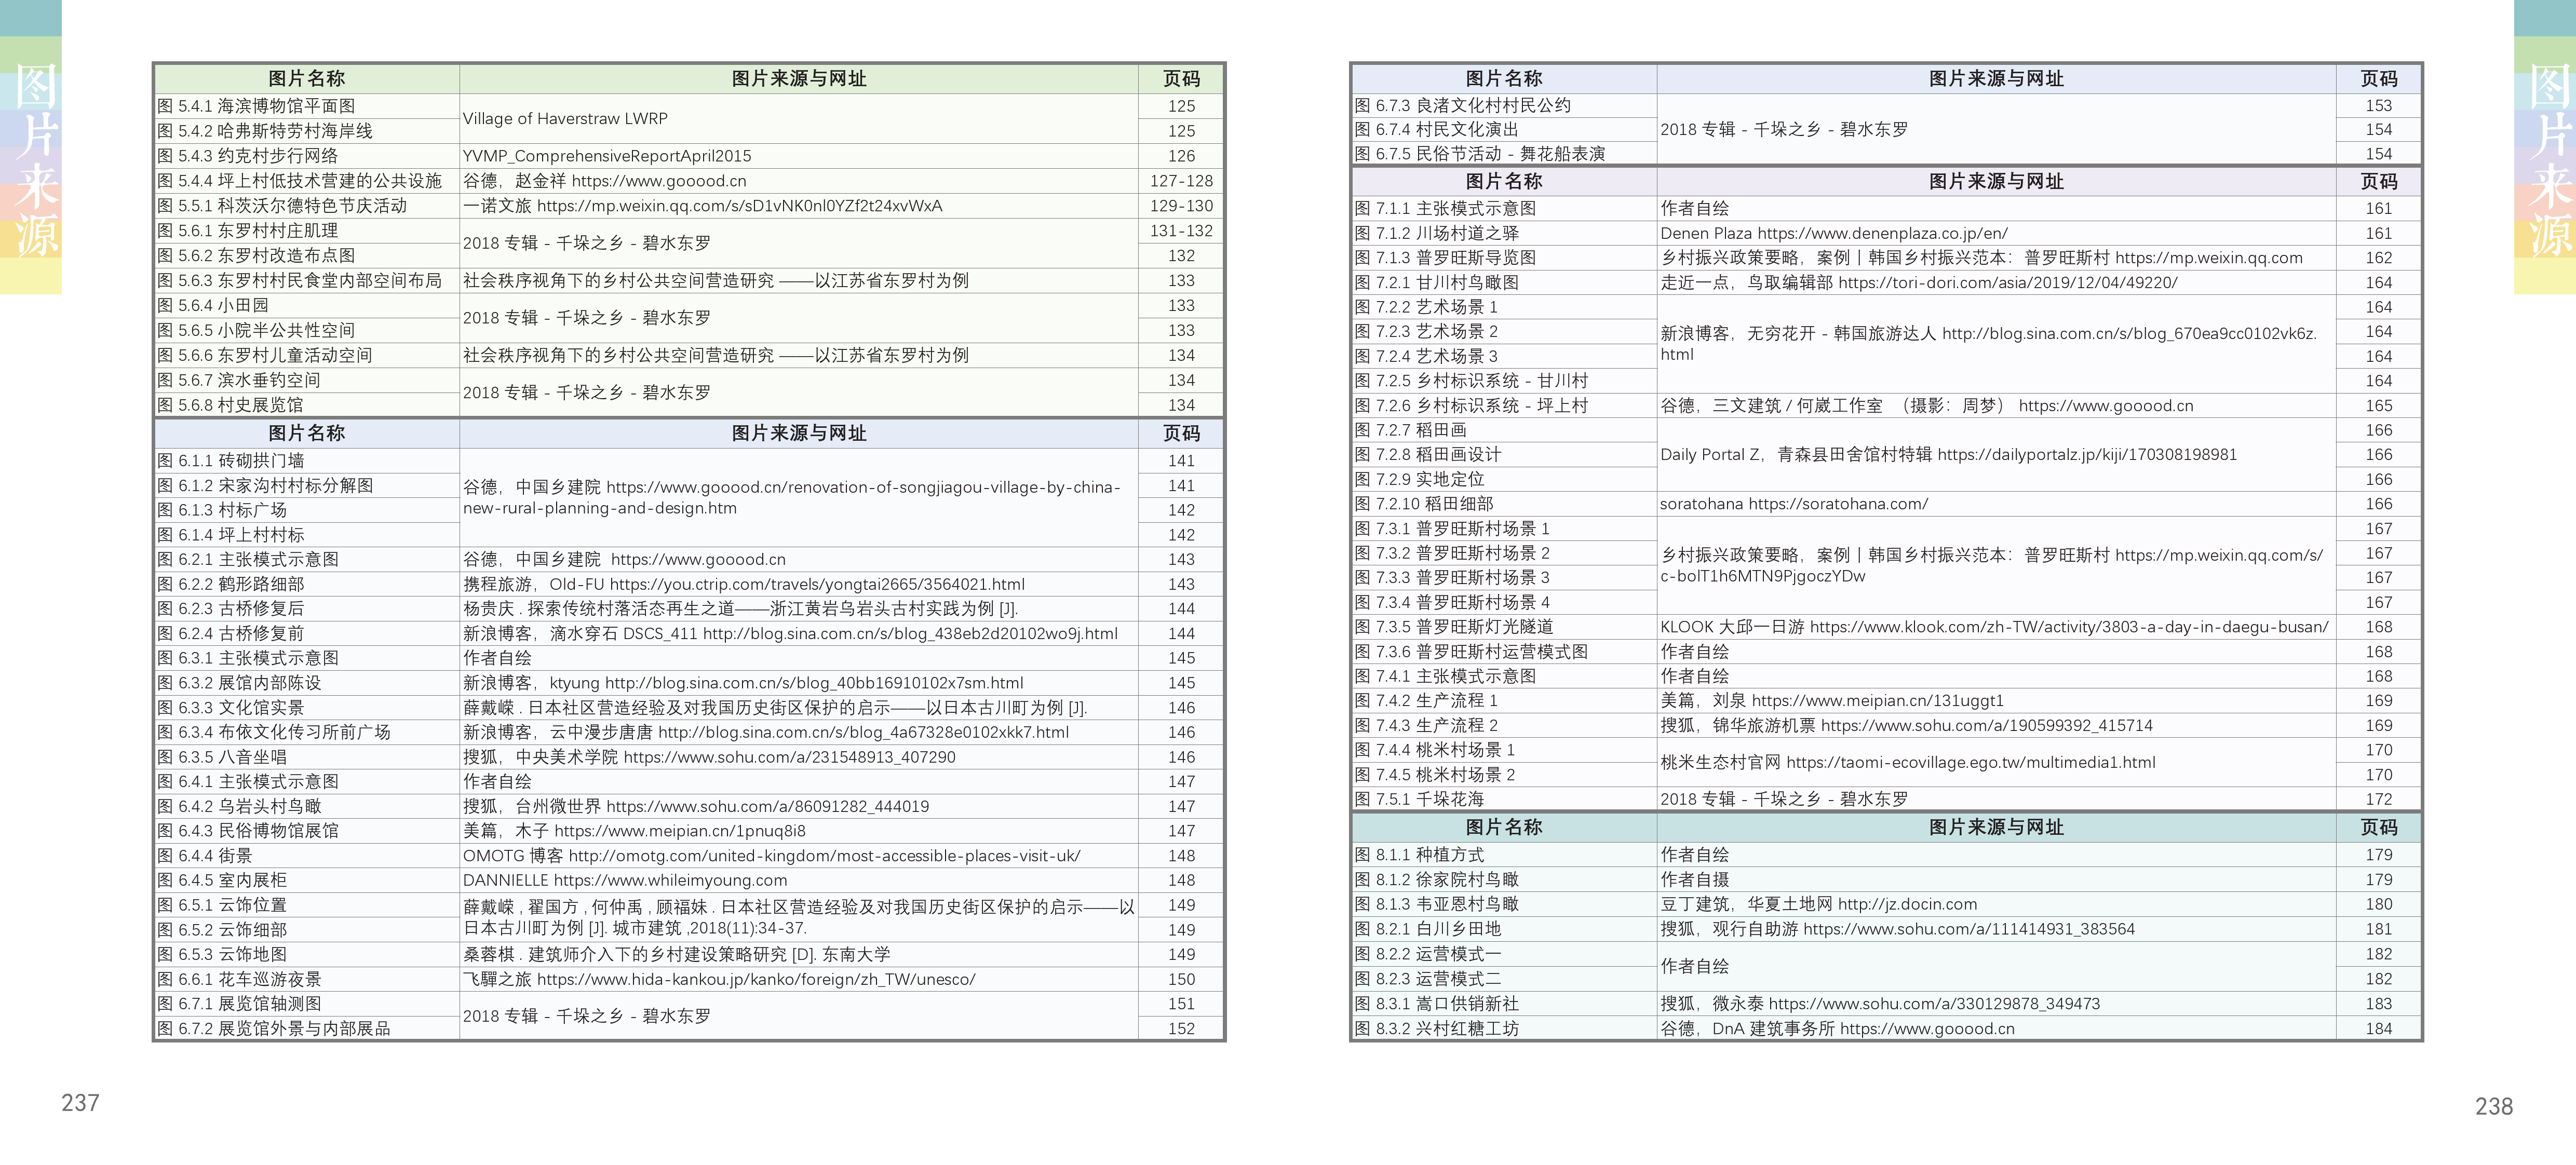 图片来源
图片名称 图片来源与网址 页码
图 5.4.1 海滨博物馆平面图 Village of Haverstraw LWRP 125
图 5.4.2 哈弗斯特劳村海岸线 125
图 5.4.3 约克村步行网络 YVMP_ComprehensiveReportApril2015 126
图 5.4.4 坪上村低技术营建的公共设施 谷德，赵金祥 https://www.gooood.cn 127-128
图 5.5.1 科茨沃尔德特色节庆活动 一诺文旅 https://mp.weixin.qq.com/s/sD1vNK0nI0YZf2t24xvWxA 129-130
图 5.6.1 东罗村村庄肌理 2018 专辑 - 千垛之乡 - 碧水东罗 131-132
图 5.6.2 东罗村改造布点图 132
图 5.6.3 东罗村村民食堂内部空间布局 社会秩序视角下的乡村公共空间营造研究 ——以江苏省东罗村为例 133
图 5.6.4 小田园 2018 专辑 - 千垛之乡 - 碧水东罗 133
图 5.6.5 小院半公共性空间 133
图 5.6.6 东罗村儿童活动空间 社会秩序视角下的乡村公共空间营造研究 ——以江苏省东罗村为例 134
图 5.6.7 滨水垂钓空间 2018 专辑 - 千垛之乡 - 碧水东罗 134
图 5.6.8 村史展览馆 134
图片名称 图片来源与网址 页码
图 6.1.1 砖砌拱门墙 141
图 6.1.2 宋家沟村村标分解图 谷德，中国乡建院 https://www.gooood.cn/renovation-of-songjiagou-village-by-china- 141
图 6.1.3 村标广场 new-rural-planning-and-design.htm 142
图 6.1.4 坪上村村标 142
图 6.2.1 主张模式示意图 谷德，中国乡建院 https://www.gooood.cn 143
图 6.2.2 鹤形路细部 携程旅游，Old-FU https://you.ctrip.com/travels/yongtai2665/3564021.html 143
图 6.2.3 古桥修复后 杨贵庆 . 探索传统村落活态再生之道——浙江黄岩乌岩头古村实践为例 [J]. 144
图 6.2.4 古桥修复前 新浪博客，滴水穿石 DSCS_411 http://blog.sina.com.cn/s/blog_438eb2d20102wo9j.html 144
图 6.3.1 主张模式示意图 作者自绘 145
图 6.3.2 展馆内部陈设 新浪博客，ktyung http://blog.sina.com.cn/s/blog_40bb16910102x7sm.html 145
图 6.3.3 文化馆实景 薛戴嵘 . 日本社区营造经验及对我国历史街区保护的启示——以日本古川町为例 [J]. 146
图 6.3.4 布依文化传习所前广场 新浪博客，云中漫步唐唐 http://blog.sina.com.cn/s/blog_4a67328e0102xkk7.html 146
图 6.3.5 八音坐唱 搜狐，中央美术学院 https://www.sohu.com/a/231548913_407290 146
图 6.4.1 主张模式示意图 作者自绘 147
图 6.4.2 乌岩头村鸟瞰 搜狐，台州微世界 https://www.sohu.com/a/86091282_444019 147
图 6.4.3 民俗博物馆展馆 美篇，木子 https://www.meipian.cn/1pnuq8i8 147
图 6.4.4 街景 OMOTG 博客 http://omotg.com/united-kingdom/most-accessible-places-visit-uk/ 148
图 6.4.5 室内展柜 DANNIELLE https://www.whileimyoung.com 148
图 6.5.1 云饰位置 薛戴嵘 , 翟国方 , 何仲禹 , 顾福妹 . 日本社区营造经验及对我国历史街区保护的启示——以 149
图 6.5.2 云饰细部 日本古川町为例 [J]. 城市建筑 ,2018(11):34-37. 149
图 6.5.3 云饰地图 桑蓉棋 . 建筑师介入下的乡村建设策略研究 [D]. 东南大学 149
图 6.6.1 花车巡游夜景 飞驒之旅 https://www.hida-kankou.jp/kanko/foreign/zh_TW/unesco/ 150
图 6.7.1 展览馆轴测图 2018 专辑 - 千垛之乡 - 碧水东罗 151
图 6.7.2 展览馆外景与内部展品 152
237
图片名称 图片来源与网址 页码
图 6.7.3 良渚文化村村民公约 153
图 6.7.4 村民文化演出 2018 专辑 - 千垛之乡 - 碧水东罗 154
图 6.7.5 民俗节活动 - 舞花船表演 154
图片名称 图片来源与网址 页码
图 7.1.1 主张模式示意图 作者自绘 161
图 7.1.2 川场村道之驿 Denen Plaza https://www.denenplaza.co.jp/en/ 161
图 7.1.3 普罗旺斯导览图 乡村振兴政策要略，案例丨韩国乡村振兴范本：普罗旺斯村 https://mp.weixin.qq.com 162
图 7.2.1 甘川村鸟瞰图 走近一点，鸟取编辑部 https://tori-dori.com/asia/2019/12/04/49220/ 164
图 7.2.2 艺术场景 1 164
图 7.2.3 艺术场景 2 新浪博客，无穷花开 - 韩国旅游达人 http://blog.sina.com.cn/s/blog_670ea9cc0102vk6z. 164
图 7.2.4 艺术场景 3 html 164
图 7.2.5 乡村标识系统 - 甘川村 164
图 7.2.6 乡村标识系统 - 坪上村 谷德，三文建筑 / 何崴工作室 （摄影：周梦） https://www.gooood.cn 165
图 7.2.7 稻田画 166
图 7.2.8 稻田画设计 Daily Portal Z，青森县田舍馆村特辑 https://dailyportalz.jp/kiji/170308198981 166
图 7.2.9 实地定位 166
图 7.2.10 稻田细部 soratohana https://soratohana.com/ 166
图 7.3.1 普罗旺斯村场景 1 167
图 7.3.2 普罗旺斯村场景 2 乡村振兴政策要略，案例丨韩国乡村振兴范本：普罗旺斯村 https://mp.weixin.qq.com/s/ 167
图 7.3.3 普罗旺斯村场景 3 c-bolT1h6MTN9PjgoczYDw 167
图 7.3.4 普罗旺斯村场景 4 167
图 7.3.5 普罗旺斯灯光隧道 KLOOK 大邱一日游 https://www.klook.com/zh-TW/activity/3803-a-day-in-daegu-busan/ 168
图 7.3.6 普罗旺斯村运营模式图 作者自绘 168
图 7.4.1 主张模式示意图 作者自绘 168
图 7.4.2 生产流程 1 美篇，刘泉 https://www.meipian.cn/131uggt1 169
图 7.4.3 生产流程 2 搜狐，锦华旅游机票 https://www.sohu.com/a/190599392_415714 169
图 7.4.4 桃米村场景 1 桃米生态村官网 https://taomi-ecovillage.ego.tw/multimedia1.html 170
图 7.4.5 桃米村场景 2 170
图 7.5.1 千垛花海 2018 专辑 - 千垛之乡 - 碧水东罗 172
图片名称 图片来源与网址 页码
图 8.1.1 种植方式 作者自绘 179
图 8.1.2 徐家院村鸟瞰 作者自摄 179
图 8.1.3 韦亚恩村鸟瞰 豆丁建筑，华夏土地网 http://jz.docin.com 180
图 8.2.1 白川乡田地 搜狐，观行自助游 https://www.sohu.com/a/111414931_383564 181
图 8.2.2 运营模式一 作者自绘 182
图 8.2.3 运营模式二 182
图 8.3.1 嵩口供销新社 搜狐，微永泰 https://www.sohu.com/a/330129878_349473 183
图 8.3.2 兴村红糖工坊 谷德，DnA 建筑事务所 https://www.gooood.cn 184
238
图片来源